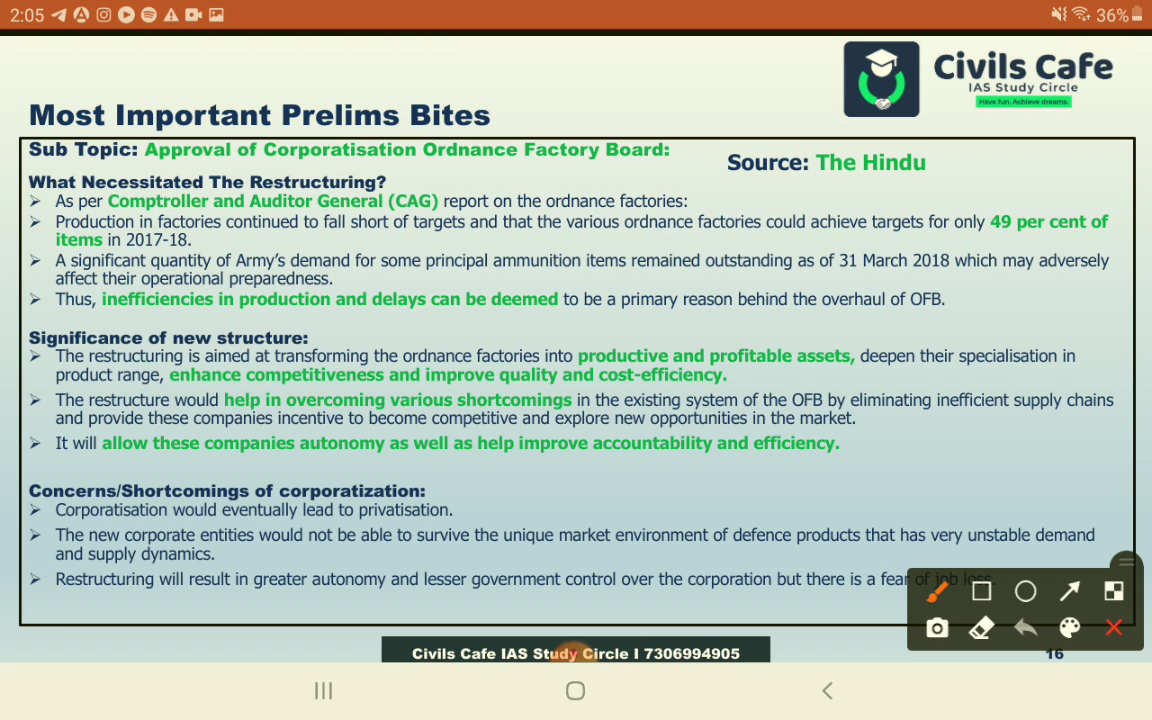 2:05
36%
Civils Cafe
IAS Study Circle
Have fun. Achieve dreams.
Most Important Prelims Bites
Sub Topic: Approval of Corporatisation Ordnance Factory Board:
Source: The Hindu
What Necessitated The Restructuring?
➢ As per Comptroller and Auditor General (CAG) report on the ordnance factories:
➢ Production in factories continued to fall short of targets and that the various ordnance factories could achieve targets for only 49 per cent of
items in 2017-18.
➢ A significant quantity of Army's demand for some principal ammunition items remained outstanding as of 31 March 2018 which may adversely
affect their operational preparedness.
➢ Thus, inefficiencies in production and delays can be deemed to be a primary reason behind the overhaul of OFB.
Significance of new structure:
➢ The restructuring is aimed at transforming the ordnance factories into productive and profitable assets, deepen their specialisation in
product range, enhance competitiveness and improve quality and cost-efficiency.
➢ The restructure would help in overcoming various shortcomings in the existing system of the OFB by eliminating inefficient supply chains
and provide these companies incentive to become competitive and explore new opportunities in the market.
➢ It will allow these companies autonomy as well as help improve accountability and efficiency.
Concerns/Shortcomings of corporatization:
➢ Corporatisation would eventually lead to privatisation.
➢ The new corporate entities would not be able to survive the unique market environment of defence products that has very unstable demand
and supply dynamics.
➢ Restructuring will result in greater autonomy and lesser government control over the corporation but there is a fear of job loss.
Civils Cafe IAS Study Circle I 7306994905
16